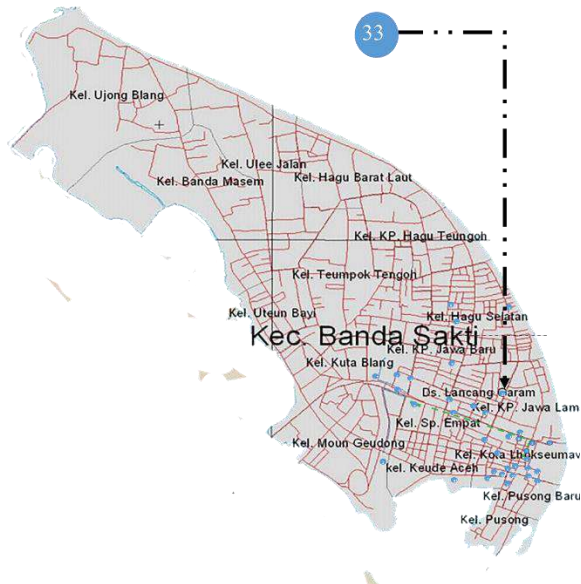 33
Kel. Ujong Blang
Kel. Ulee Jalan
Kel. Banda Masem
Kel. Hagu Barat Laut
Kel. KP. Hagu Teungoh
Kel. Teumpok Tengoh
Kel. Uteun Bayi
Kel. Hagu Selatan
Kec. Banda Sakti
Kel. KP. Jawa Baru
Kel. Kuta Blang
Ds. Lancang Garam
Kel. KP. Jawa Lam
Kel. Sp. Empat
Kel. Moun Geudong
Kel. Kota Lhokseumav
kel. Keude Aceh
Kel. Pusong Baru
Kel. Pusong